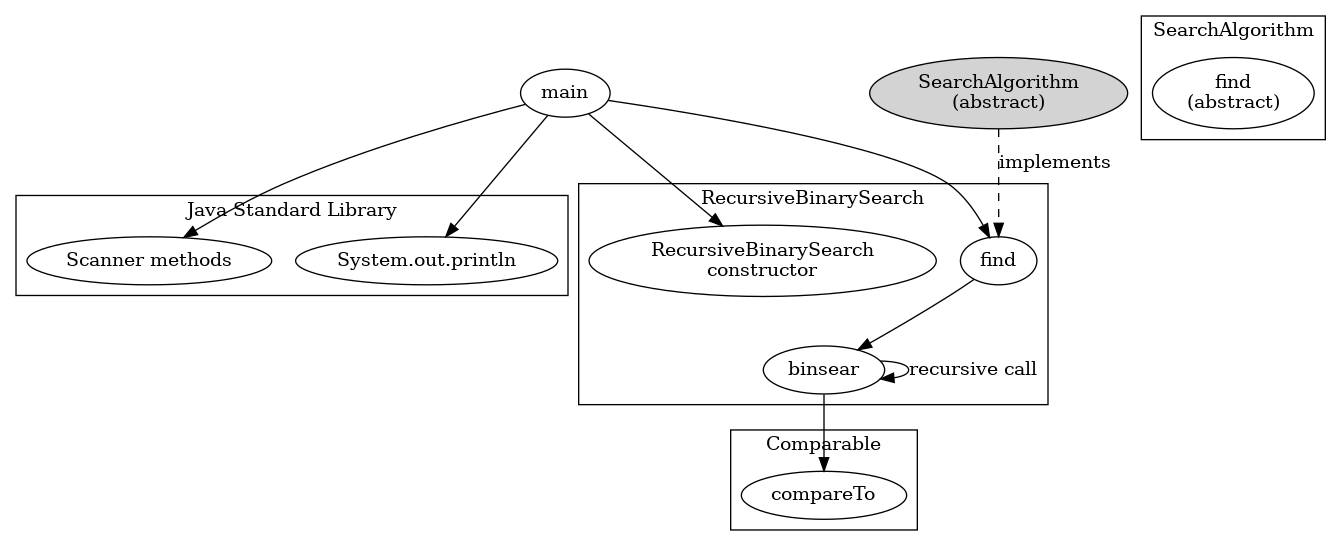 SearchAlgorithm
find
(abstract)
main
SearchAlgorithm
(abstract)
implements
Java Standard Library
Scanner methods
System.out.println
RecursiveBinarySearch
RecursiveBinarySearch
constructor
find
binsear
recursive call
Comparable
compareTo